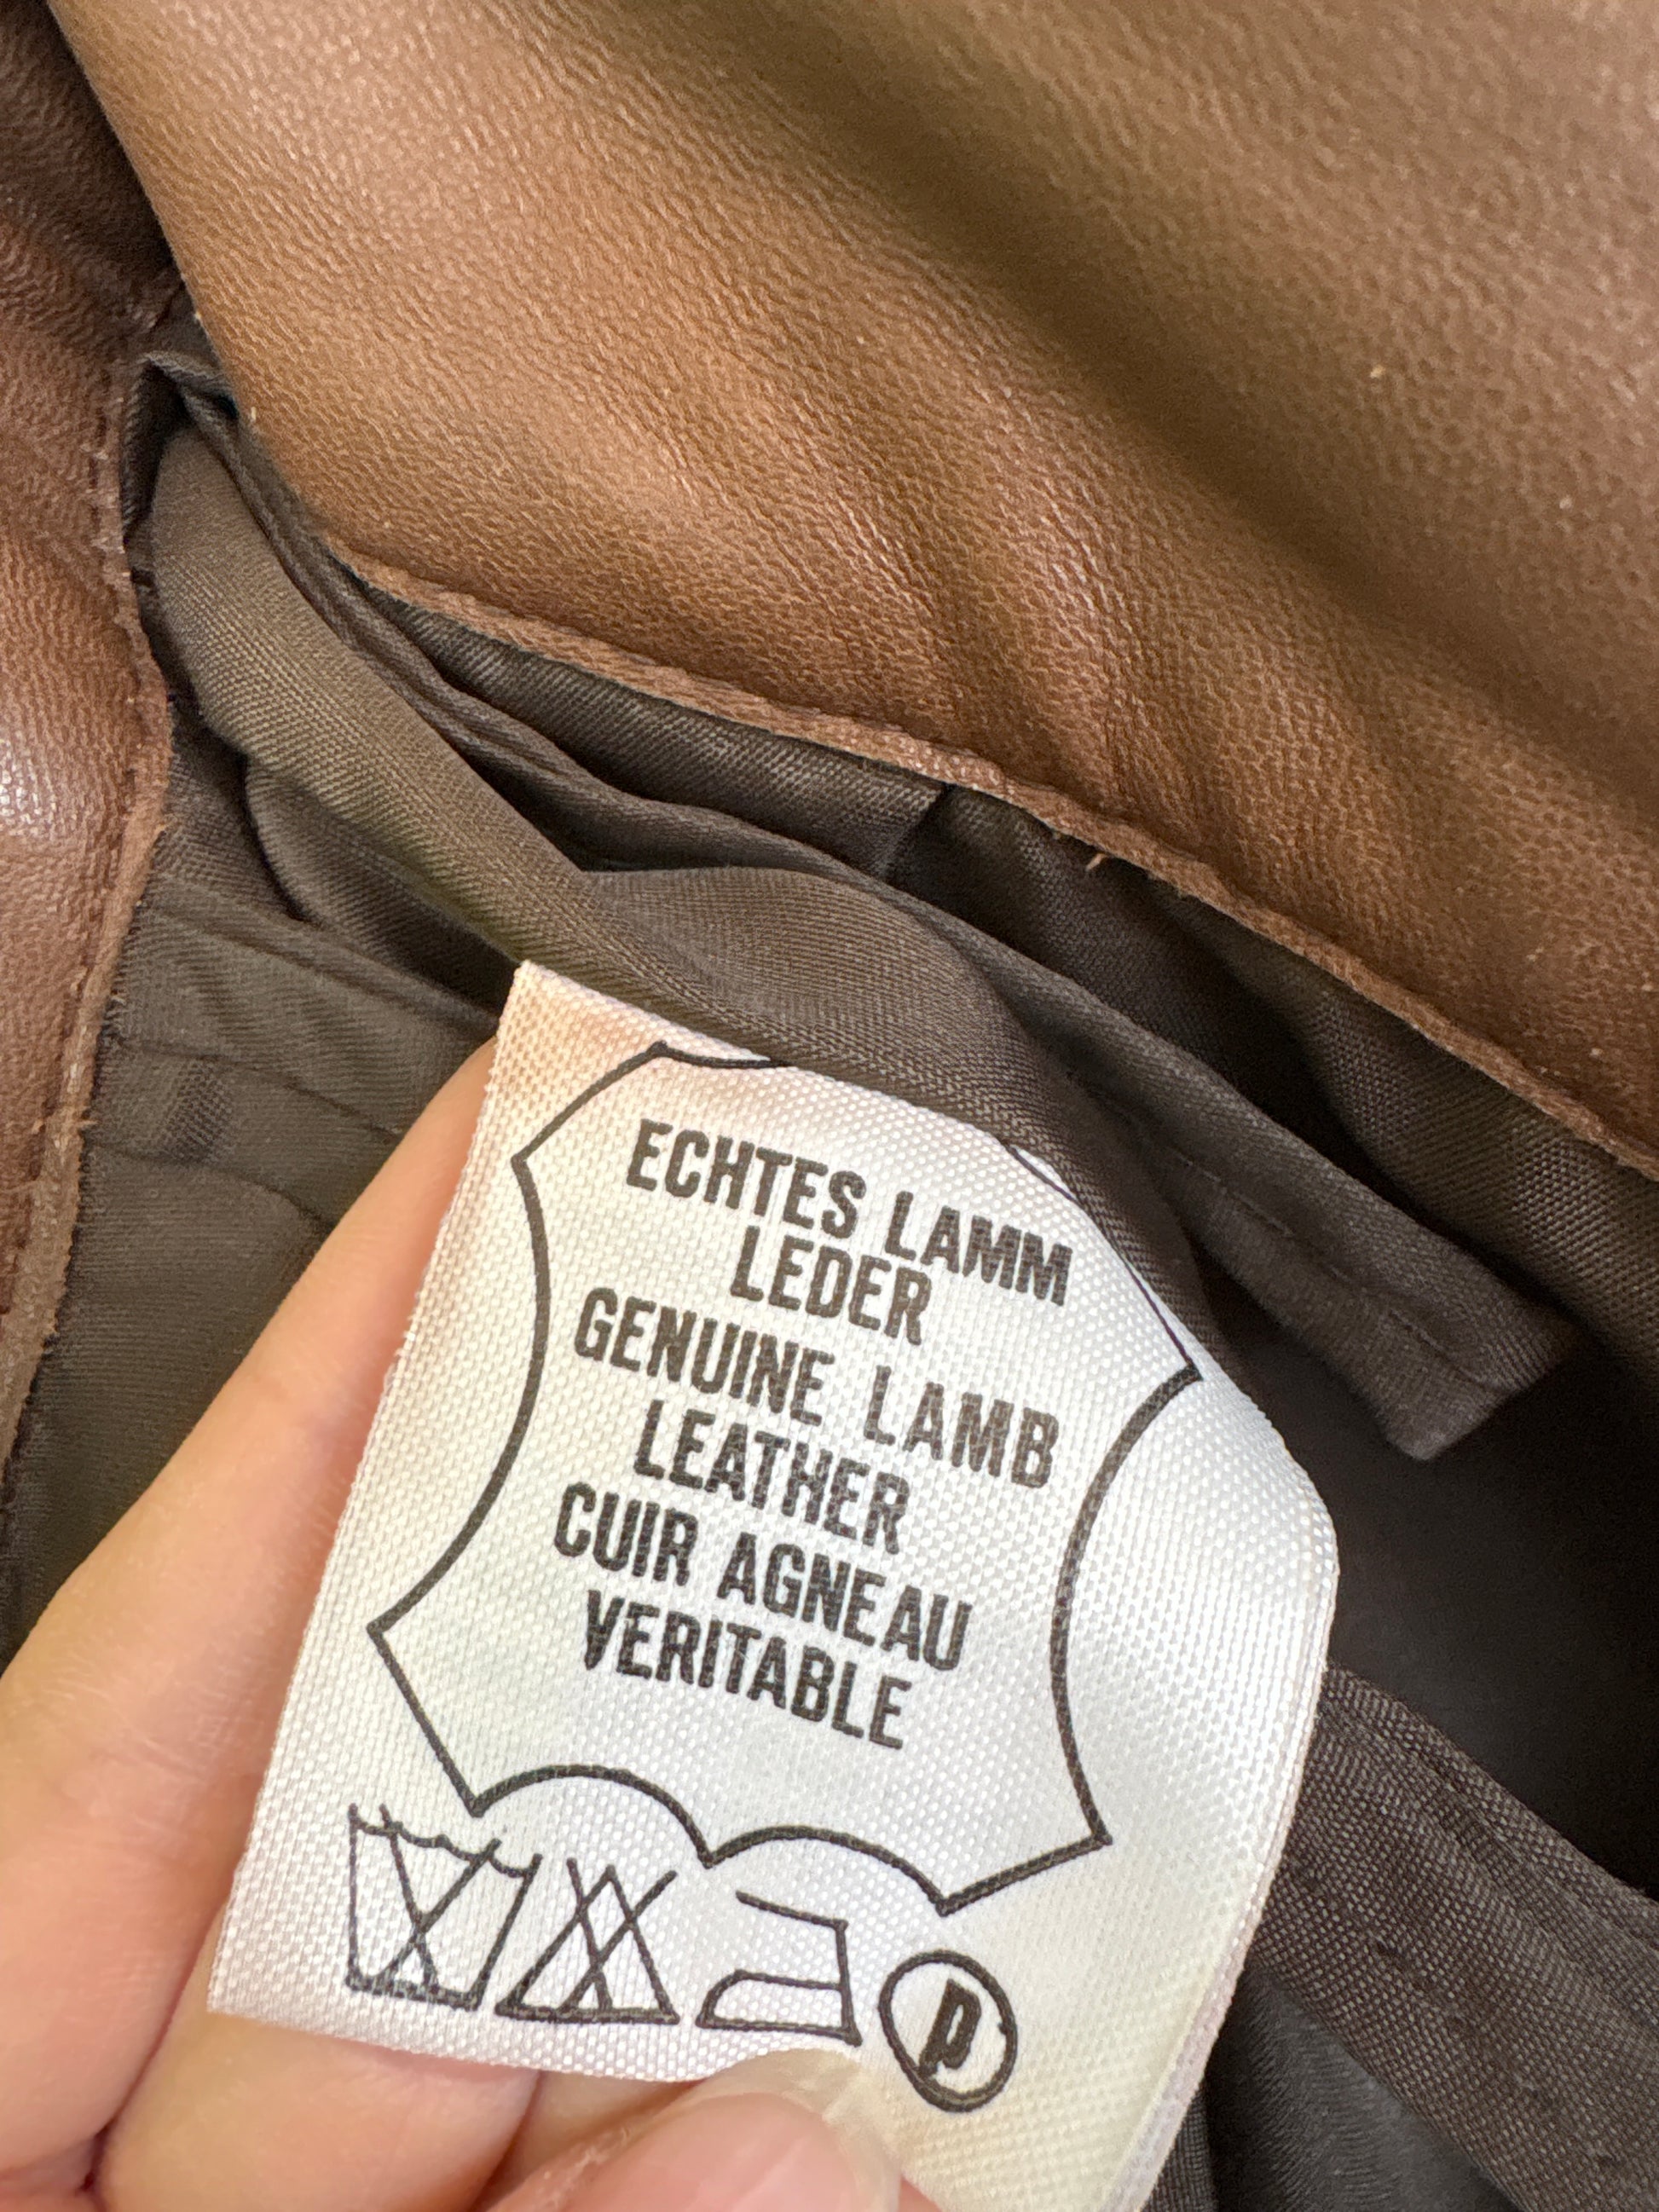 ECHTES LAMM
LEDER
GENUINE LAMB
LEATHER
CUIR AGNEAU
VERITABLE
P